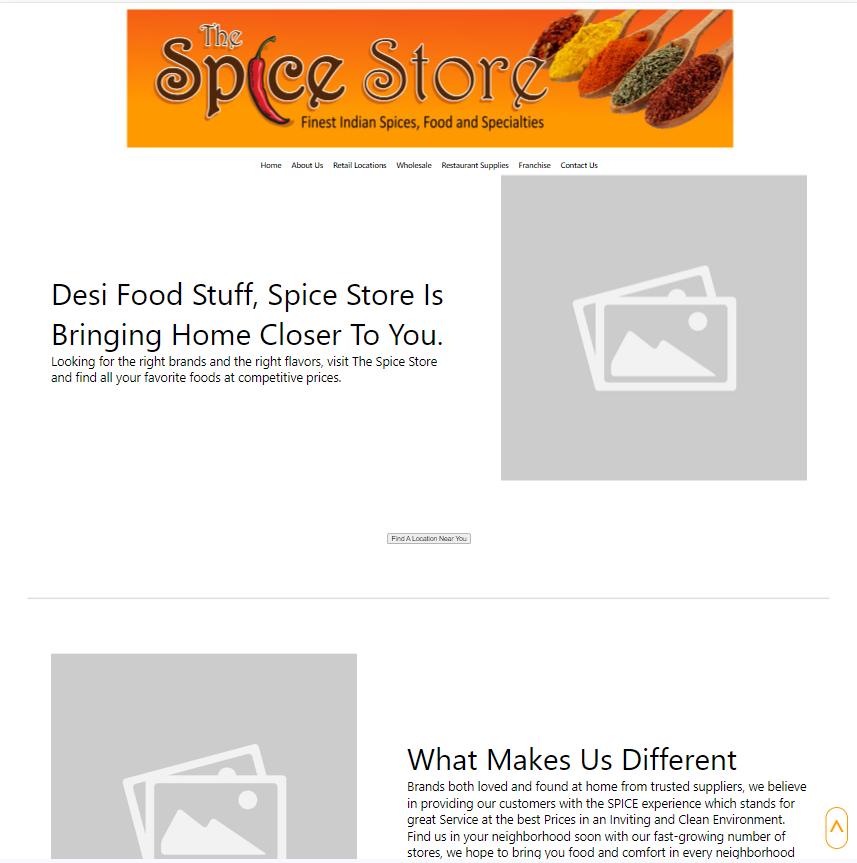 The
Spice Store
Finest Indian Spices, Food and Specialties
Home About Us Retail Locations Wholesale Restaurant Supplies Franchise Contact Us
Desi Food Stuff, Spice Store Is
Bringing Home Closer To You.
Looking for the right brands and the right flavors, visit The Spice Store
and find all your favorite foods at competitive prices.
Find A Location Near You
What Makes Us Different
Brands both loved and found at home from trusted suppliers, we believe
in providing our customers with the SPICE experience which stands for
great Service at the best Prices in an Inviting and Clean Environment.
Find us in your neighborhood soon with our fast-growing number of
stores, we hope to bring you food and comfort in every neighborhood